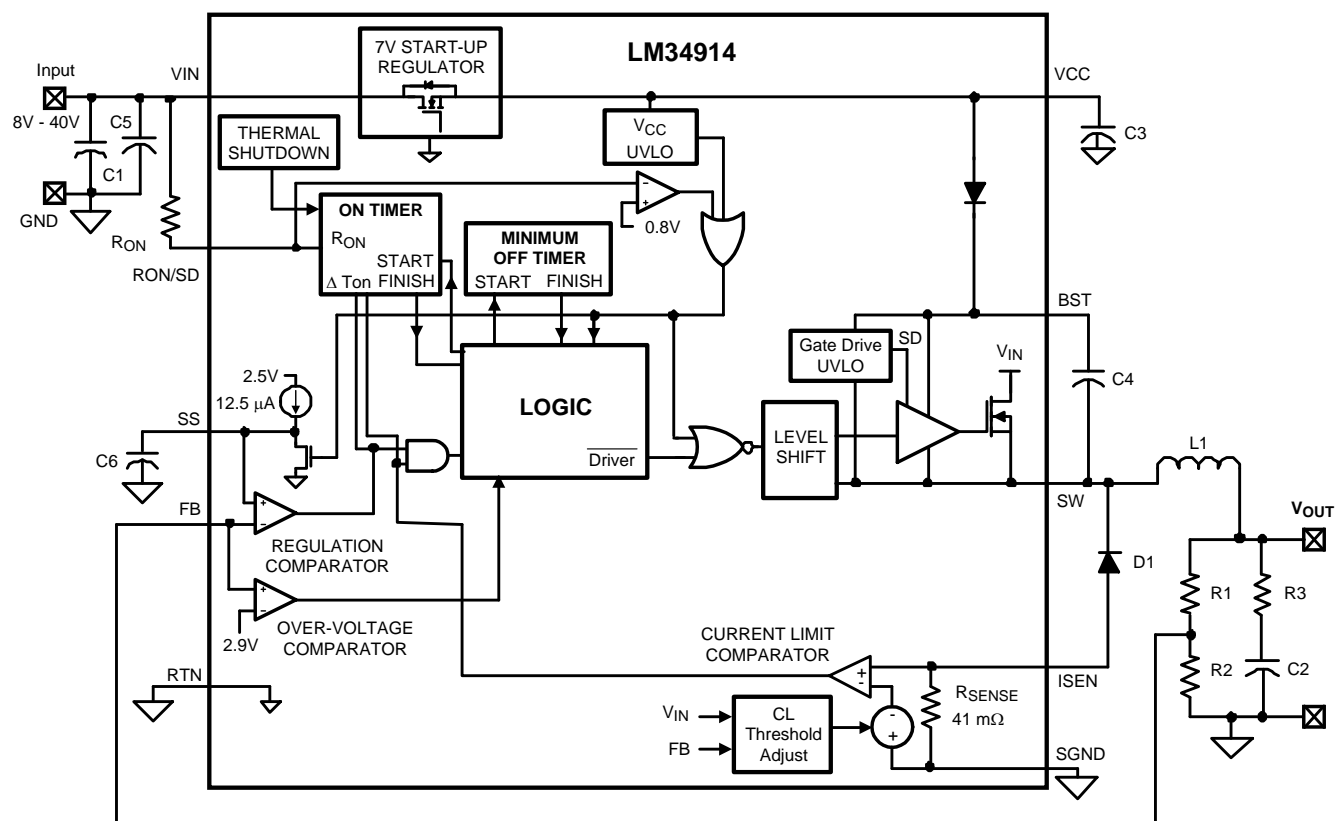 LM34914
7V START-UP
REGULATOR
Input
VIN
VCC
8V - 40V
C5
C1
C3
GND
THERMAL
SHUTDOWN
VCC
UVLO
-
+
0.8V
RON
RON/SD
ON TIMER
RON
START
Δ Ton FINISH
MINIMUM
OFF TIMER
START FINISH
BST
Gate Drive
UVLO
SD
VIN
C4
2.5V
12.5 μA
SS
C6
LOGIC
Driver
LEVEL
SHIFT
L1
SW
VOUT
FB
+
-
REGULATION
COMPARATOR
D1
R1
R3
+
-
2.9V
OVER-VOLTAGE
COMPARATOR
CURRENT LIMIT
COMPARATOR
+
-
ISEN
R2
C2
RTN
RSENSE
41 mΩ
VIN
FB
CL
Threshold
Adjust
-
+
SGND